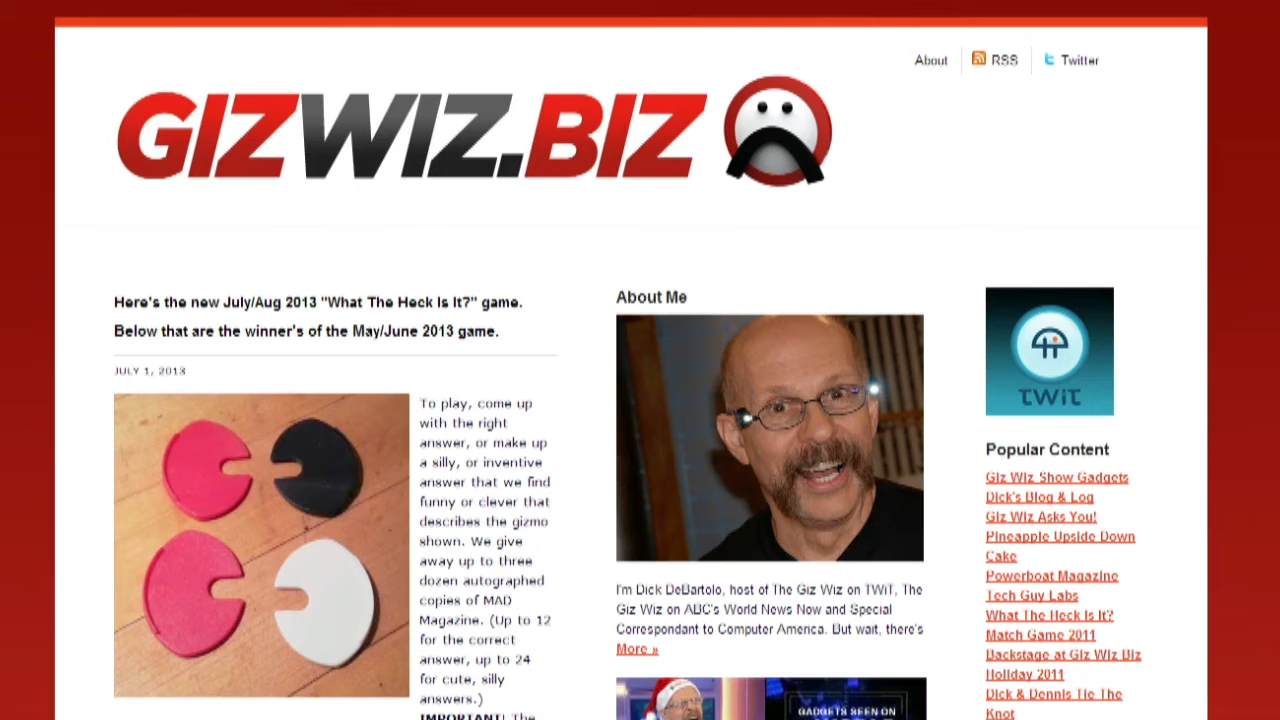 About
RSS
Twitter
GIZWIZ.BIZ
Here's the new July/Aug 2013 "What The Heck Is It?" game.
Below that are the winner's of the May/June 2013 game.
JULY 1, 2013
To play, come up
with the right
answer, or make up
a silly, or inventive
answer that we find
funny or clever that
describes the gizmo
shown. We give
away up to three
dozen autographed
copies of MAD
Magazine. (Up to 12
for the correct
answer, up to 24
for cute, silly
answers.)
IMPORTANT! The
About Me
I'm Dick DeBartolo, host of The Giz Wiz on TWiT, The
Giz Wiz on ABC's World News Now and Special
Correspondant to Computer America. But wait, there's
More »
GADGETS SEEN ON
TWiT
Popular Content
Giz Wiz Show Gadgets
Dick's Blog & Log
Giz Wiz Asks You!
Pineapple Upside Down
Cake
Powerboat Magazine
Tech Guy Labs
What The Heck Is It?
Match Game 2011
Backstage at Giz Wiz Biz
Holiday 2011
Dick & Dennis Tie The
Knot